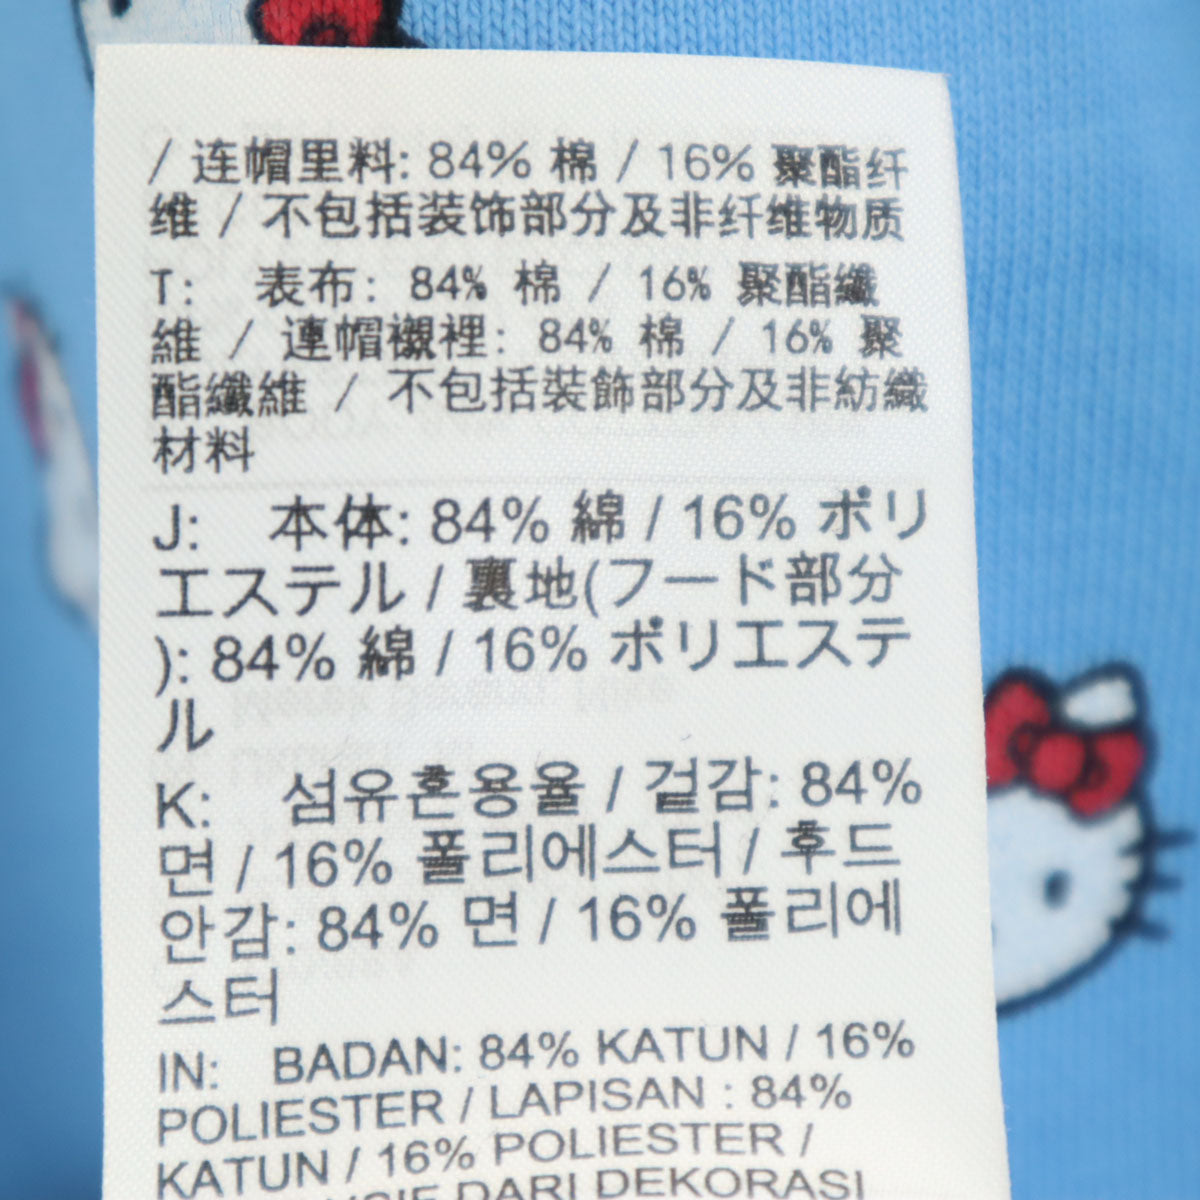 / 连帽里料: 84% 棉 / 16% 聚酯纤
维 / 不包括装饰部分及非纤维物质
T: 表布: 84% 棉 / 16% 聚酯纖
維 / 連帽襯裡: 84% 棉 / 16% 聚
酯纖維 / 不包括裝飾部分及非紡織
材料
J: 本体: 84% 綿 / 16% ポリ
エステル / 裏地(フード部分
): 84% 綿 / 16% ポリエステ
ル
K: 섬유혼용율 / 겉감: 84%
면 / 16% 폴리에스터 / 후드
안감: 84% 면 / 16% 폴리에
스터
IN: BADAN: 84% KATUN / 16%
POLIESTER / LAPISAN : 84%
KATUN / 16% POLIESTER /
DARI DEKORASI